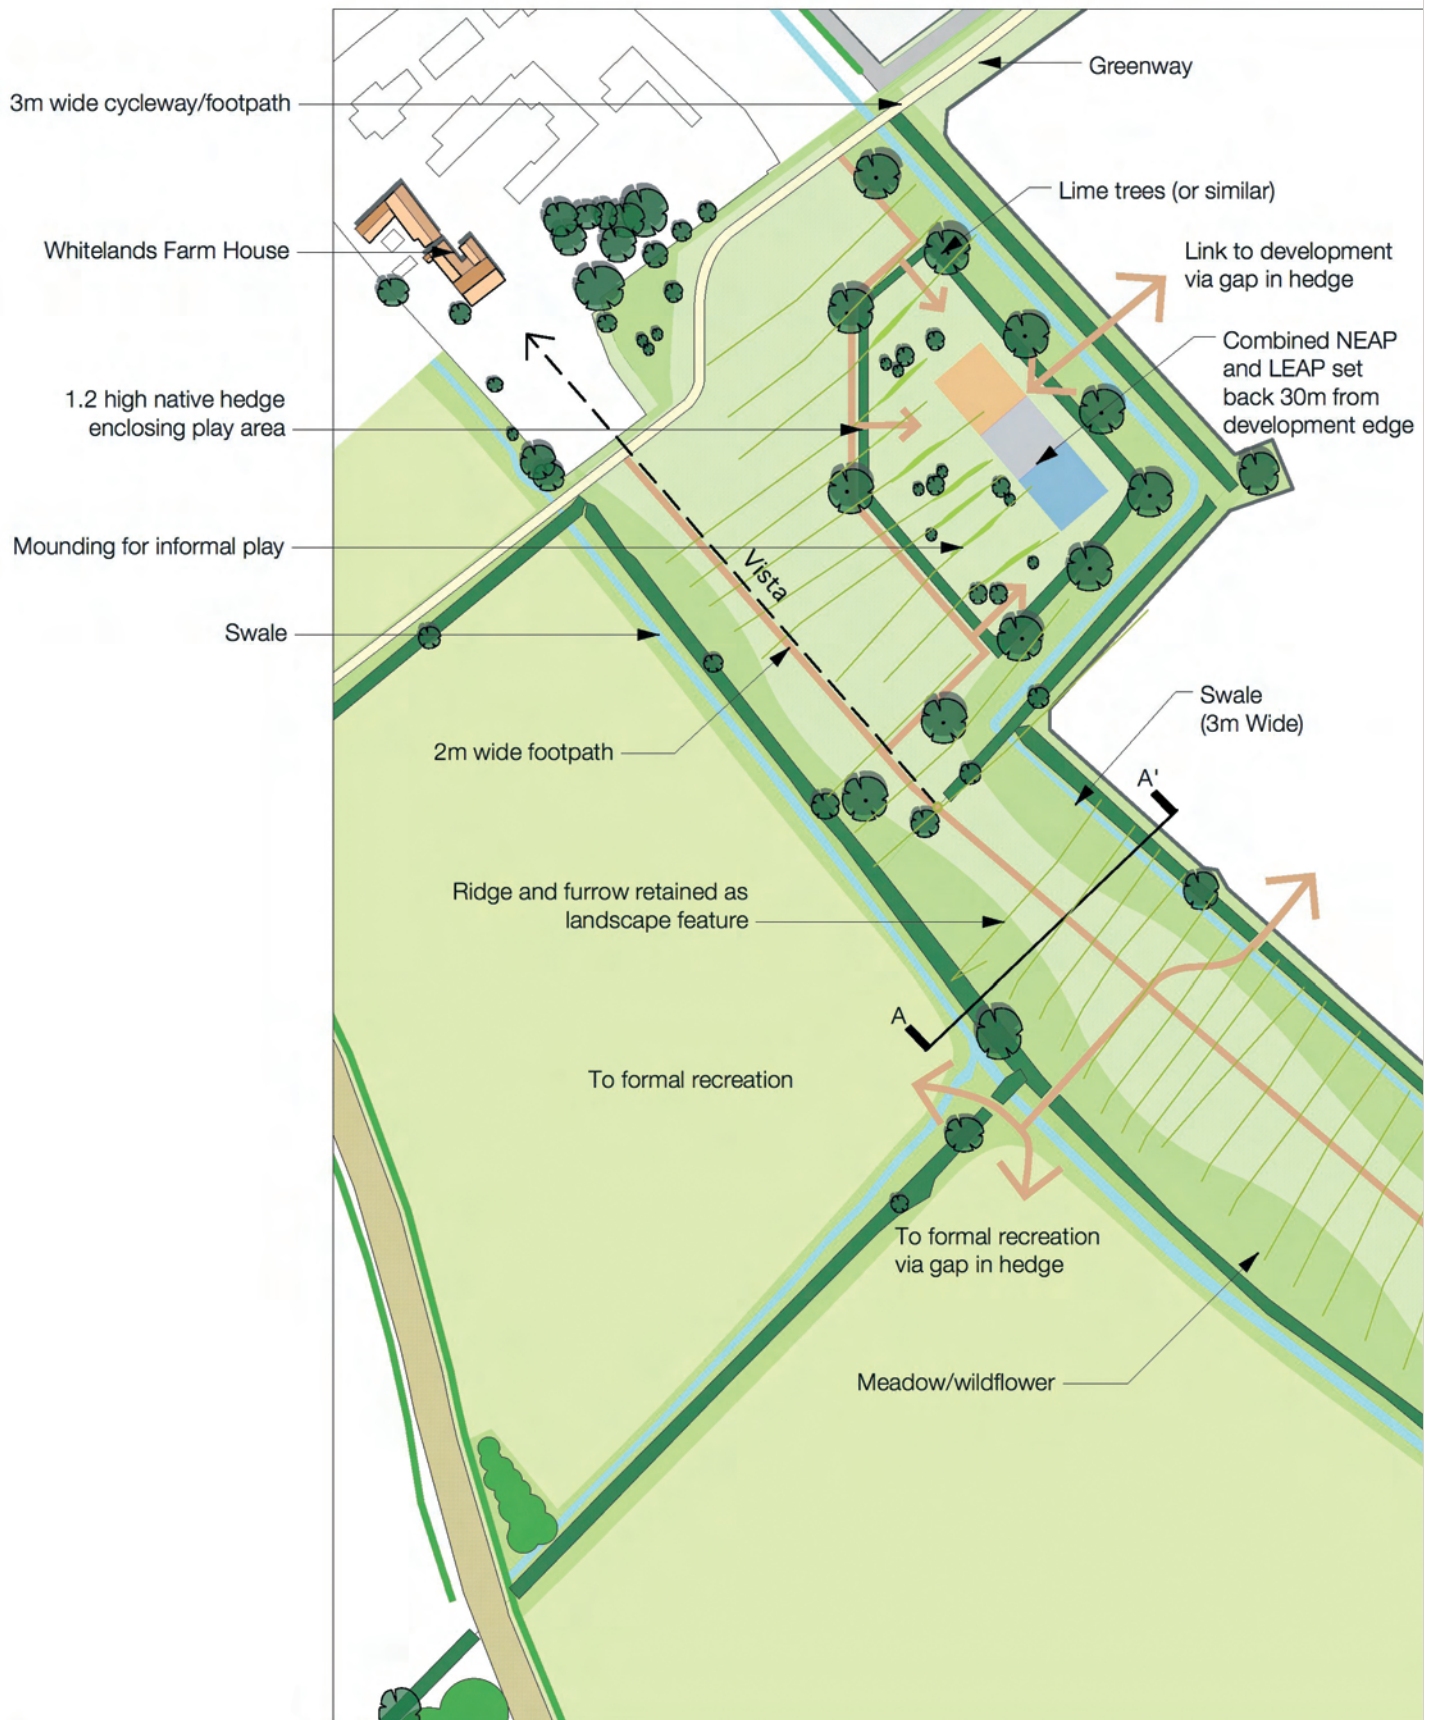 Greenway
3m wide cycleway/footpath
Lime trees (or similar)
Whitelands Farm House
Link to development
via gap in hedge
Combined NEAP
and LEAP set
back 30m from
development edge
1.2 high native hedge
enclosing play area
Mounding for informal play
Vista
Swale
Swale
(3m Wide)
2m wide footpath
A'
Ridge and furrow retained as
landscape feature
A
To formal recreation
To formal recreation
via gap in hedge
Meadow/wildflower